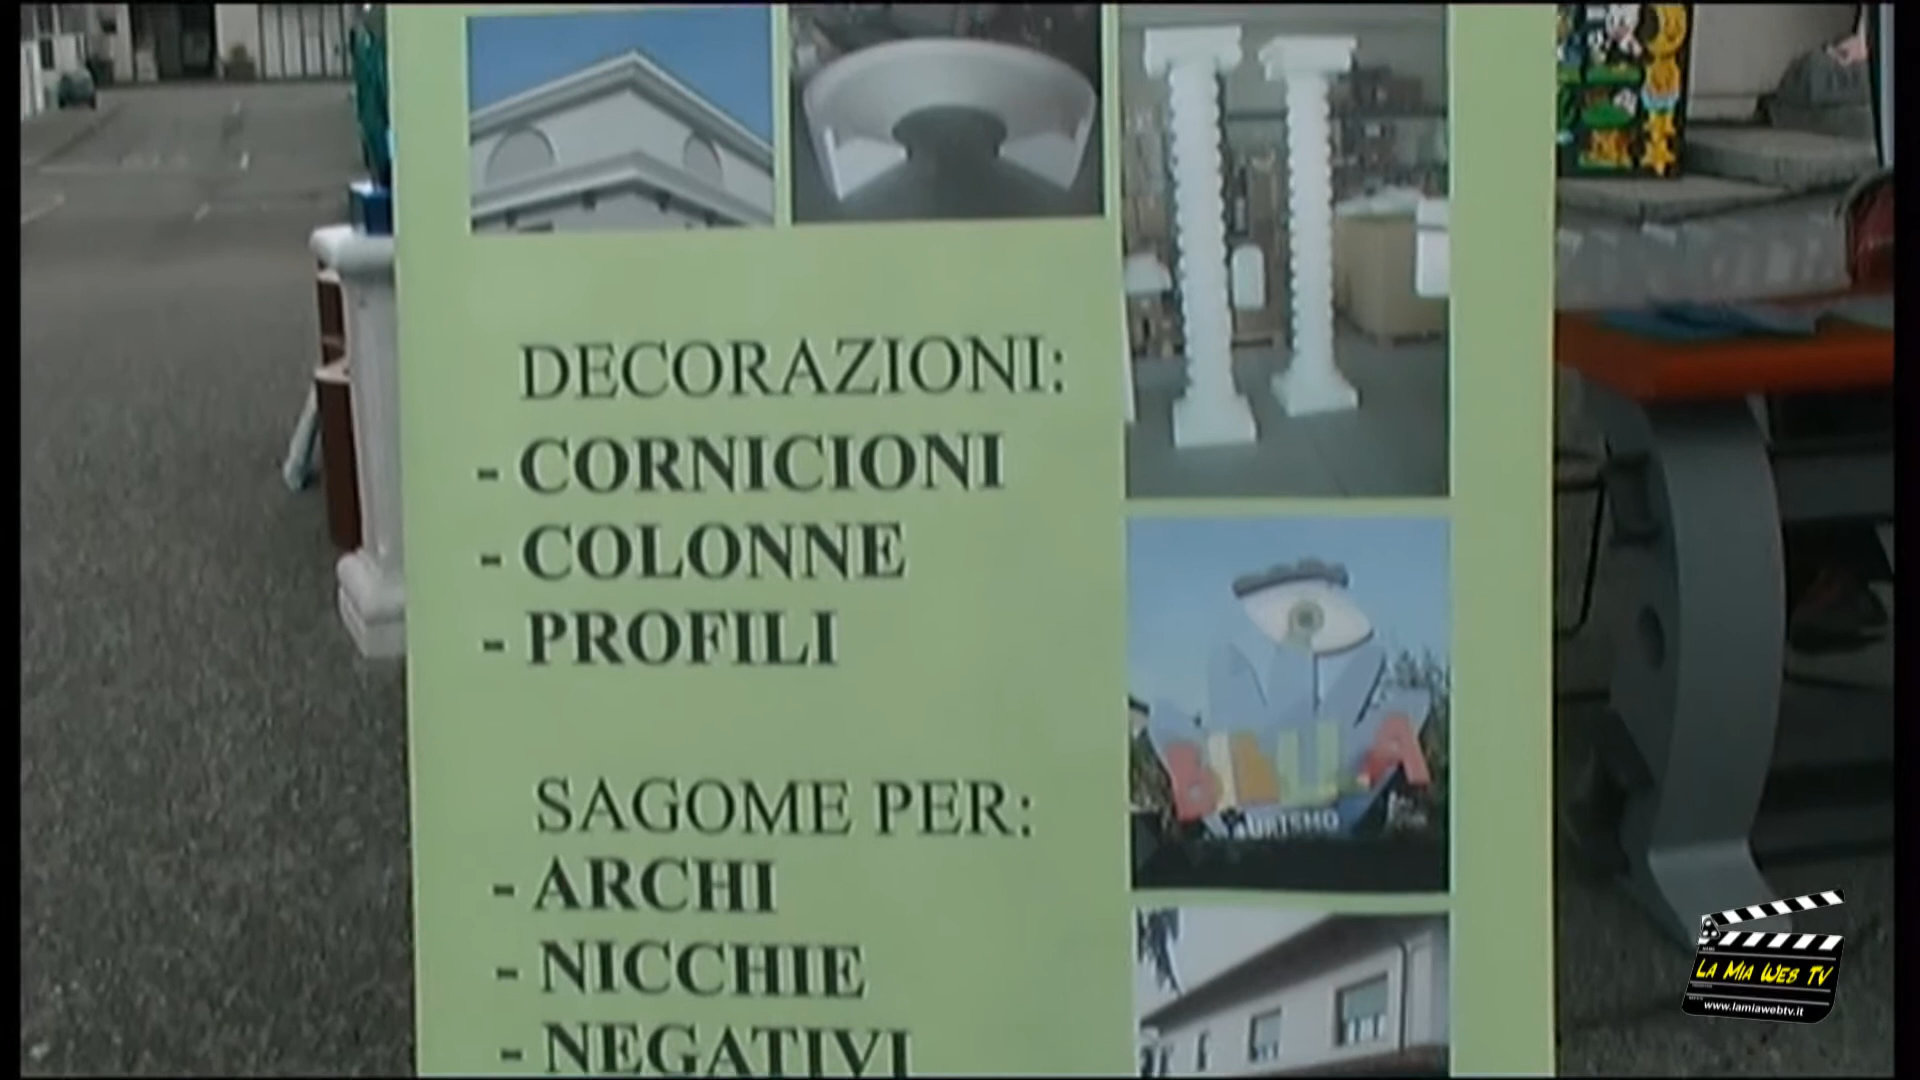 DECORAZIONI:
- CORNICIONI
- COLONNE
- PROFILI
SAGOME PER:
- ARCHI
- NICCHIE
- NEGATIVI
LA MIA WEB TV
www.lamiawebtv.it